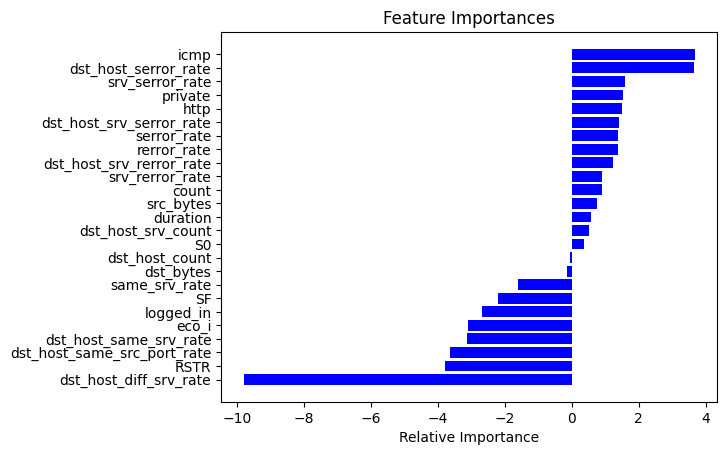 Feature Importances
icmp
dst_host_serror_rate
srv_serror_rate
private
http
dst_host_srv_serror_rate
serror_rate
rerror_rate
dst_host_srv_rerror_rate
srv_rerror_rate
count
src_bytes
duration
dst_host_srv_count
S0
dst_host_count
dst_bytes
same_srv_rate
SF
logged_in
eco_i
dst_host_same_srv_rate
dst_host_same_src_port_rate
RSTR
dst_host_diff_srv_rate
−10 −8 −6 −4 −2 0 2 4
Relative Importance